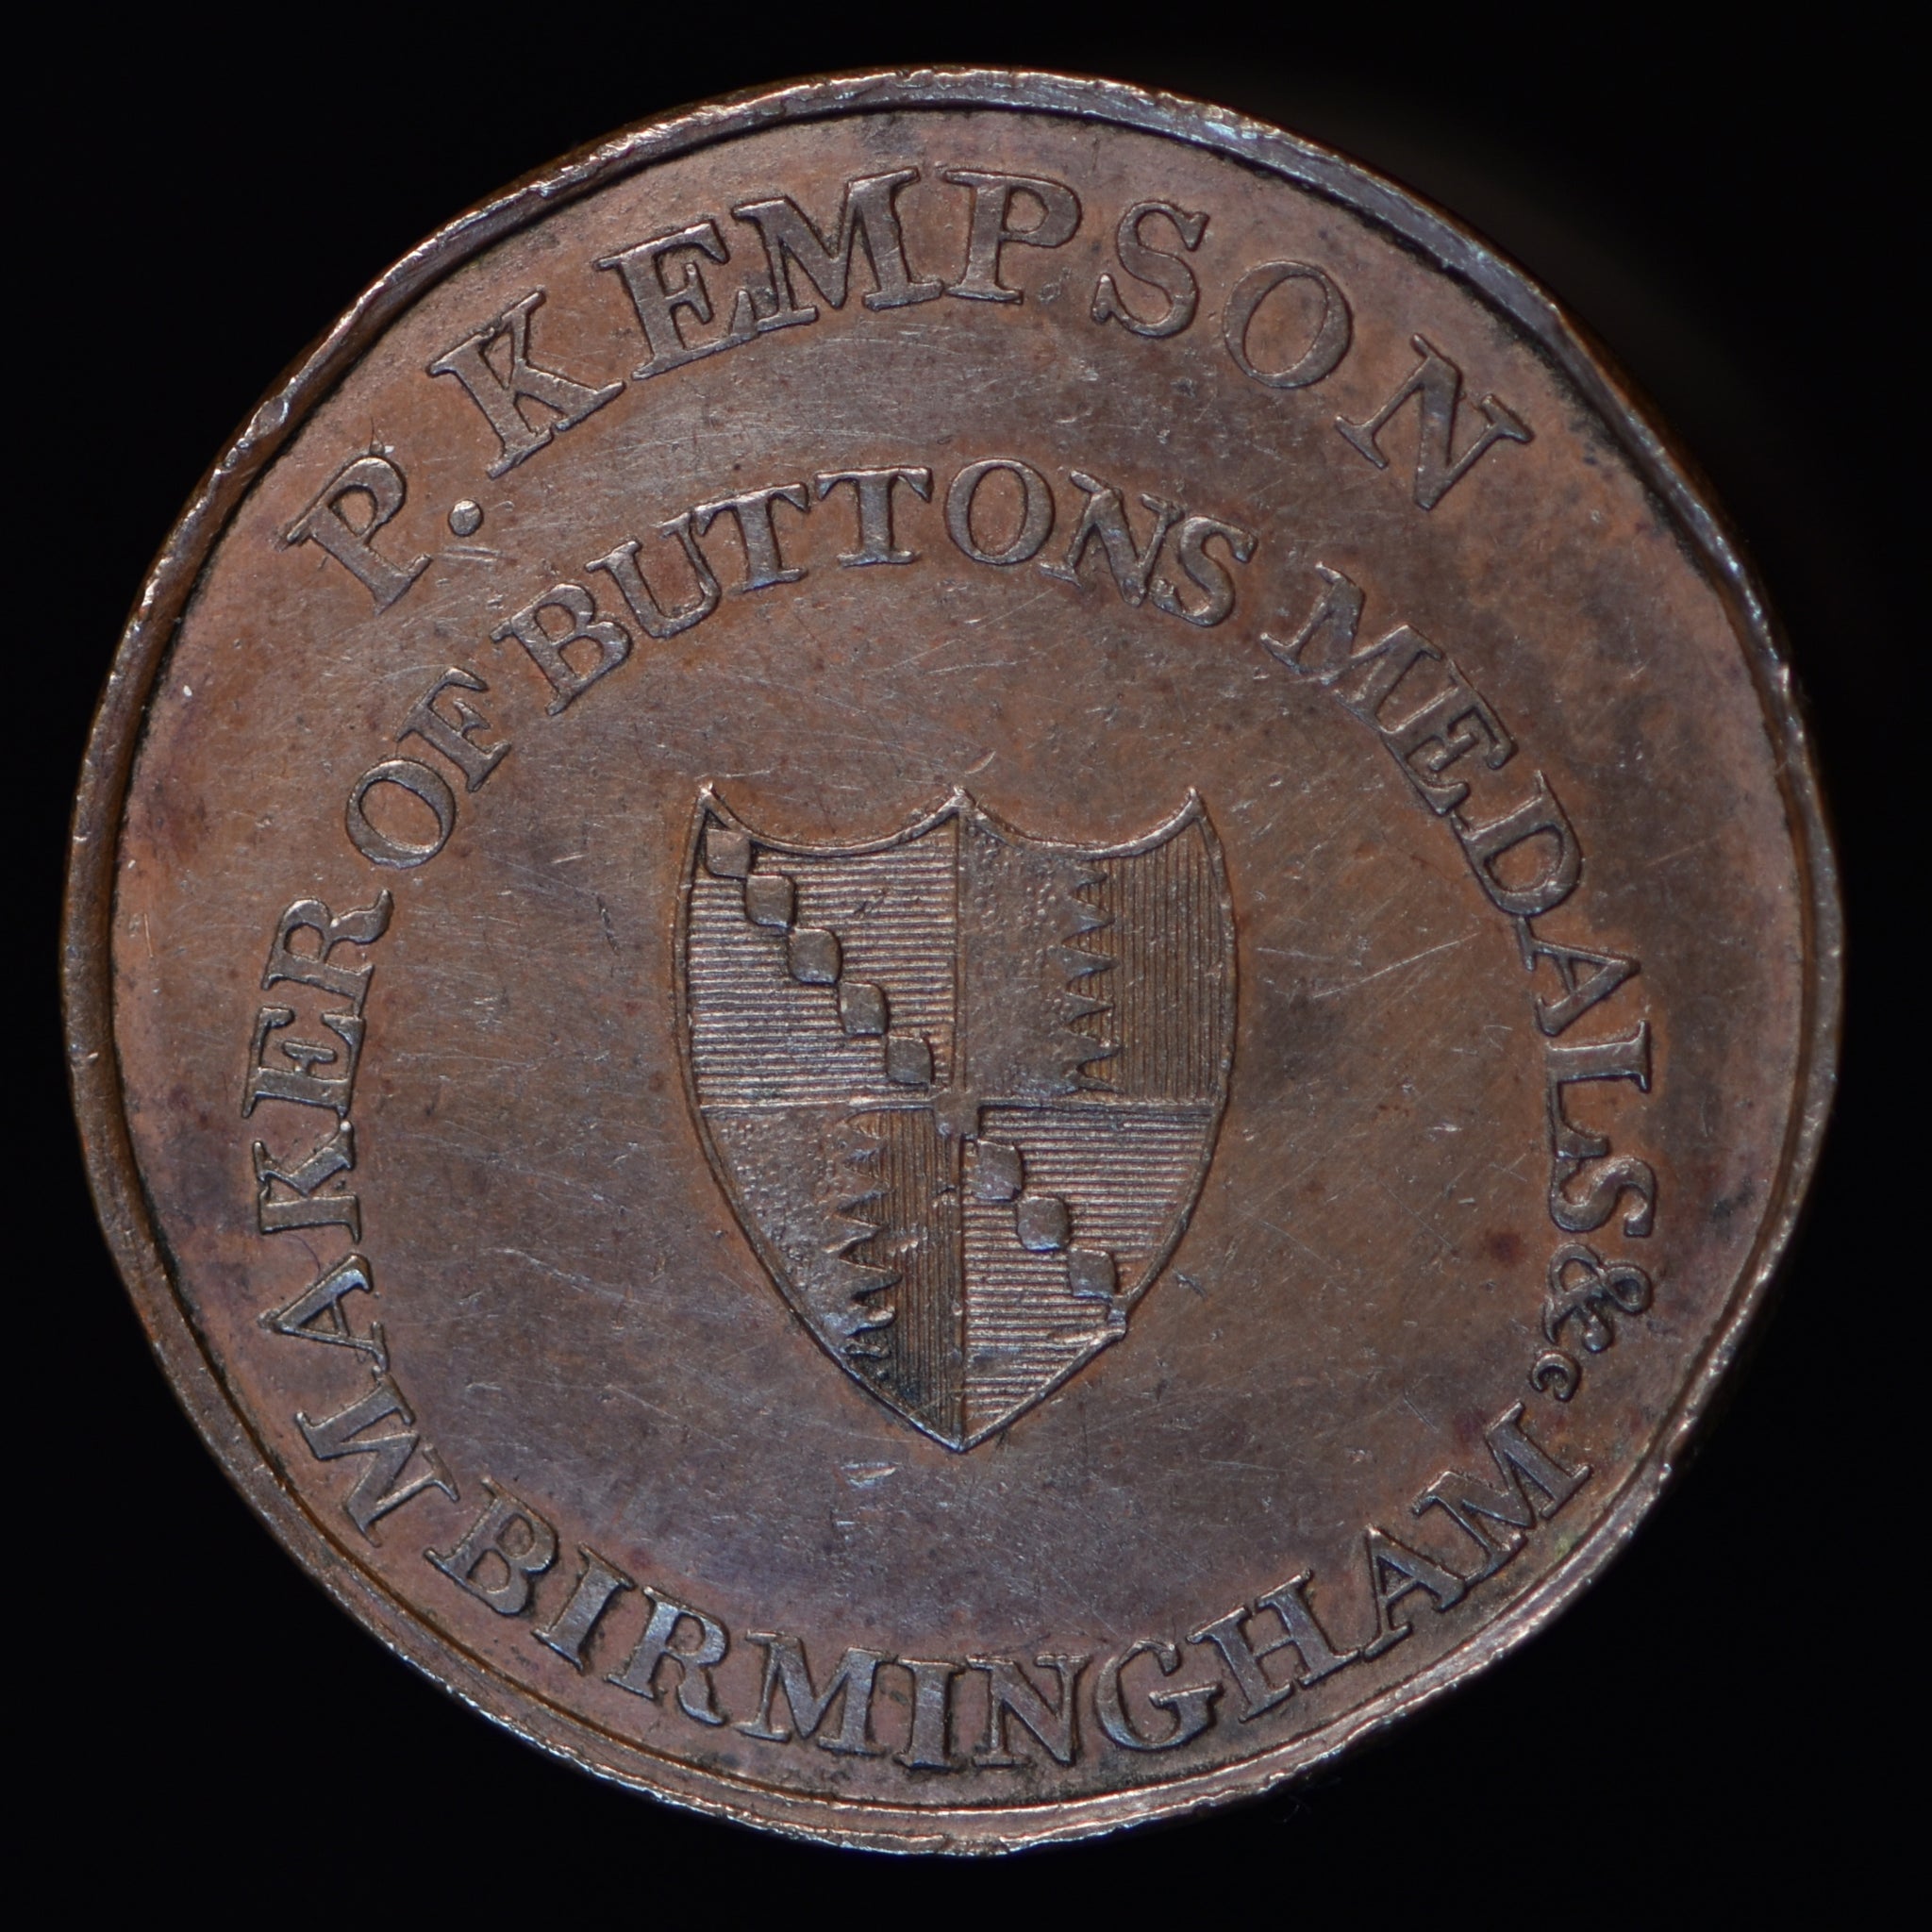 P. KEMPSON
MAKER OF BUTTONS MEDALS &c
BIRMINGHAM